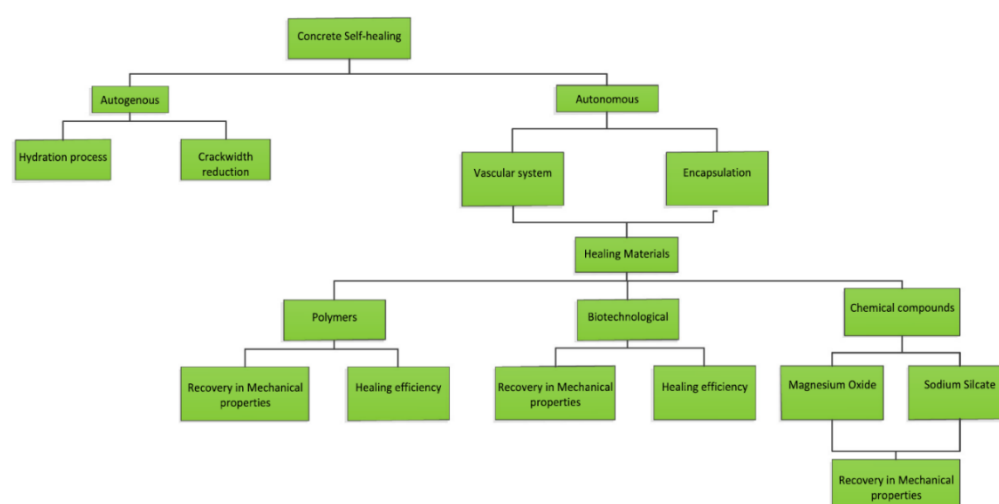 Concrete Self-healing
Autogenous
Autonomous
Hydration process
Crackwidth
reduction
Vascular system
Encapsulation
Healing Materials
Polymers
Biotechnological
Chemical compounds
Recovery in Mechanical
properties
Healing efficiency
Recovery in Mechanical
properties
Healing efficiency
Magnesium Oxide
Sodium Silcate
Recovery in Mechanical
properties